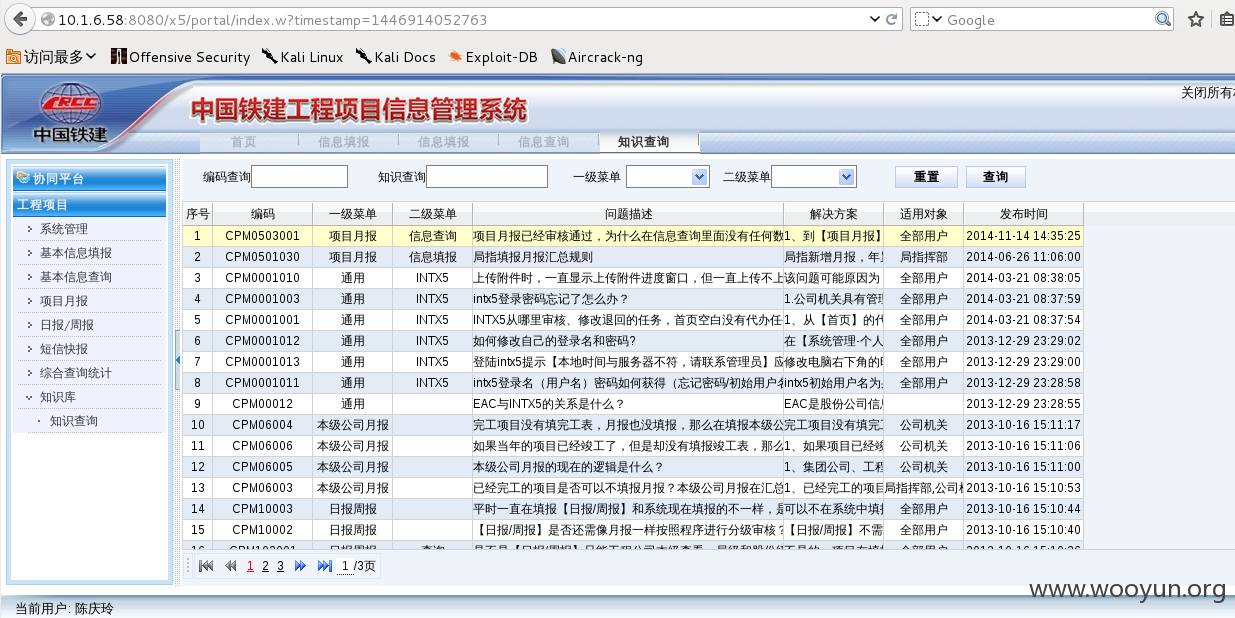 10.1.6.58:8080/x5/portal/index.w?timestamp=1446914052763 Google
访问最多 Offensive Security Kali Linux Kali Docs Exploit-DB Aircrack-ng
CRCC
中国铁建
中国铁建工程项目信息管理系统
关闭所有
首页 信息填报 信息填报 信息查询 知识查询
协同平台
工程项目
系统管理
基本信息填报
基本信息查询
项目月报
日报/周报
短信快报
综合查询统计
知识库
知识查询
编码查询 知识查询 一级菜单 二级菜单 重置 查询
序号 编码 一级菜单 二级菜单 问题描述 解决方案 适用对象 发布时间
1 CPM0503001 项目月报 信息查询 项目月报已经审核通过，为什么在信息查询里面没有任何数 1、到【项目月报】 全部用户 2014-11-14 14:35:25
2 CPM0501030 项目月报 信息填报 局指填报月报汇总规则 局指新增月报，年 局指挥部 2014-06-26 11:06:00
3 CPM0001010 通用 INTX5 上传附件时，一直显示上传附件进度窗口，但一直上传不上 该问题可能原因为 全部用户 2014-03-21 08:38:05
4 CPM0001003 通用 INTX5 intx5登录密码忘记了怎么办？ 1.公司机关具有管理 全部用户 2014-03-21 08:37:59
5 CPM0001001 通用 INTX5 INTX5从哪里审核、修改退回的任务，首页空白没有代办任 1、从【首页】的代 全部用户 2014-03-21 08:37:54
6 CPM0001012 通用 INTX5 如何修改自己的登录名和密码? 在【系统管理-个人 全部用户 2013-12-29 23:29:02
7 CPM0001013 通用 INTX5 登陆intx5提示【本地时间与服务器不符，请联系管理员】应 修改电脑右下角的 全部用户 2013-12-29 23:29:00
8 CPM0001011 通用 INTX5 intx5登录名（用户名）密码如何获得（忘记密码/初始用户名 intx5初始用户名为 全部用户 2013-12-29 23:28:58
9 CPM00012 通用 EAC与INTX5的关系是什么？ EAC是股份公司信息 全部用户 2013-12-29 23:28:55
10 CPM06004 本级公司月报 完工项目没有填完工表，月报也没填报，那么在填报本级公 完工项目没有填完工 公司机关 2013-10-16 15:11:17
11 CPM06006 本级公司月报 如果当年的项目已经竣工了，但是却没有填报竣工表，那么 1、如果项目已经竣 公司机关 2013-10-16 15:11:06
12 CPM06005 本级公司月报 本级公司月报的现在的逻辑是什么？ 1、集团公司、工程 公司机关 2013-10-16 15:11:00
13 CPM06003 本级公司月报 已经完工的项目是否可以不填报月报？本级公司月报在汇总 1、已经完工的项目 局指挥部,公司机 2013-10-16 15:10:53
14 CPM10003 日报周报 平时一直在填报【日报/周报】和系统现在填报的不一样，是 可以不在系统中填报 全部用户 2013-10-16 15:10:44
15 CPM10002 日报周报 【日报/周报】是否还需像月报一样按照程序进行分级审核？ 【日报/周报】不需 全部用户 2013-10-16 15:10:40
1 2 3 1 /3页
www.wooyun.org
当前用户: 陈庆玲